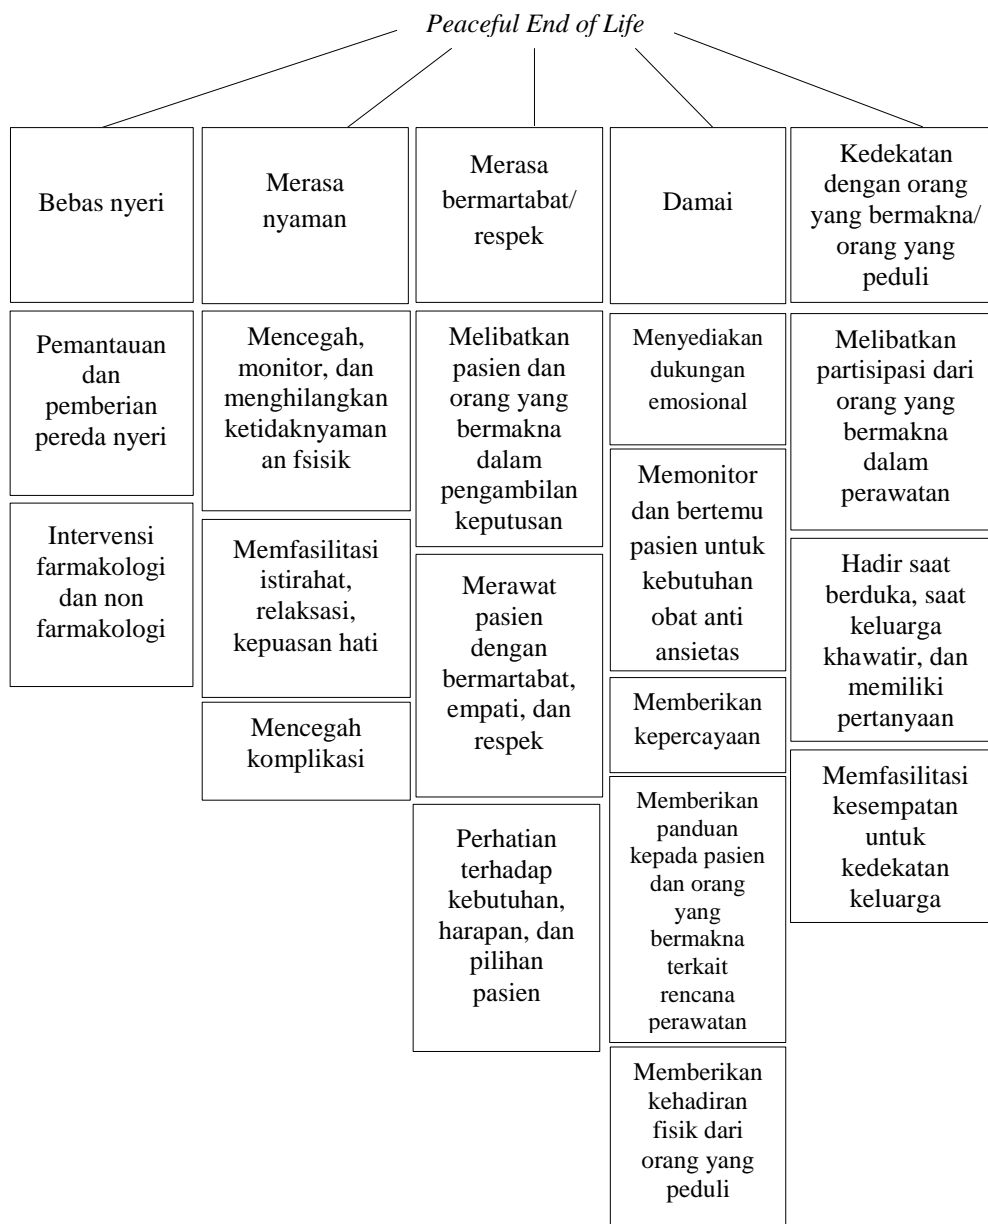 Peaceful End of Life
Bebas nyeri
Pemantauan
dan
pemberian
pereda nyeri
Intervensi
farmakologi
dan non
farmakologi
Merasa
nyaman
Mencegah,
monitor, dan
menghilangkan
ketidaknyaman
an fsisik
Memfasilitasi
istirahat,
relaksasi,
kepuasan hati
Mencegah
komplikasi
Merasa
bermartabat/
respek
Melibatkan
pasien dan
orang yang
bermakna
dalam
pengambilan
keputusan
Merawat
pasien
dengan
bermartabat,
empati, dan
respek
Perhatian
terhadap
kebutuhan,
harapan, dan
pilihan
pasien
Damai
Menyediakan
dukungan
emosional
Memonitor
dan bertemu
pasien untuk
kebutuhan
obat anti
ansietas
Memberikan
kepercayaan
Memberikan
panduan
kepada pasien
dan orang
yang
bermakna
terkait
rencana
perawatan
Memberikan
kehadiran
fisik dari
orang yang
peduli
Kedekatan
dengan orang
yang bermakna/
orang yang
peduli
Melibatkan
partisipasi dari
orang yang
bermakna
dalam
perawatan
Hadir saat
berduka, saat
keluarga
khawatir, dan
memiliki
pertanyaan
Memfasilitasi
kesempatan
untuk
kedekatan
keluarga